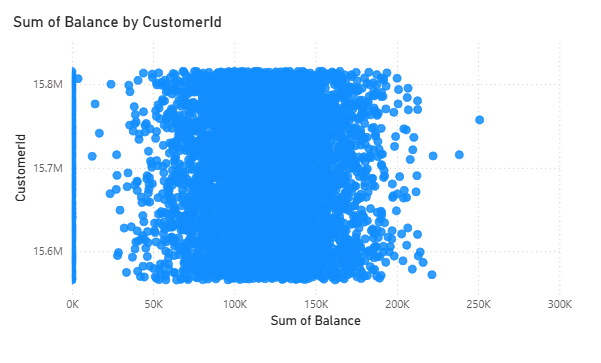 Sum of Balance by CustomerId
15.8M
15.7M
15.6M
CustomerId
0K 50K 100K 150K 200K 250K 300K
Sum of Balance